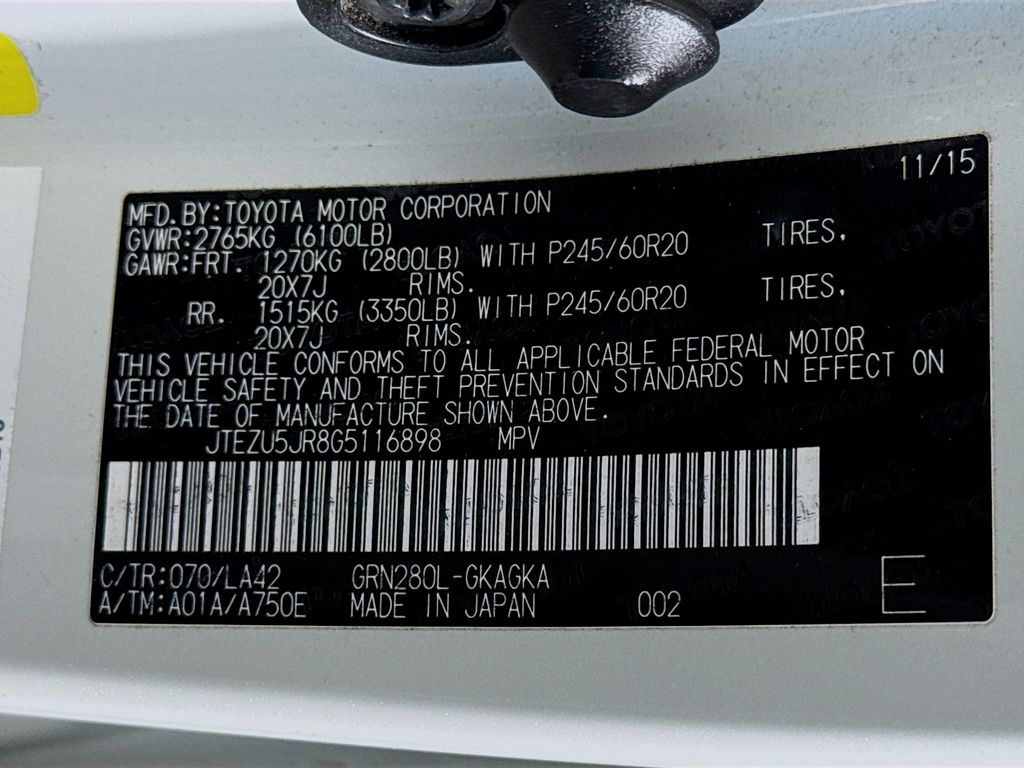 11/15
MFD.BY:TOYOTA MOTOR CORPORATION
GVWR:2765KG (6100LB)
GAWR:FRT. 1270KG (2800LB) WITH P245/60R20 TIRES,
20X7J RIMS.
RR. 1515KG (3350LB) WITH P245/60R20 TIRES,
20X7J RIMS.
THIS VEHICLE CONFORMS TO ALL APPLICABLE FEDERAL MOTOR
VEHICLE SAFETY AND THEFT PREVENTION STANDARDS IN EFFECT ON
THE DATE OF MANUFACTURE SHOWN ABOVE.
JTEZU5JR8G5116898 MPV
C/TR:070/LA42 GRN280L-GKAGKA
A/TM:A01A/A750E MADE IN JAPAN 002 E